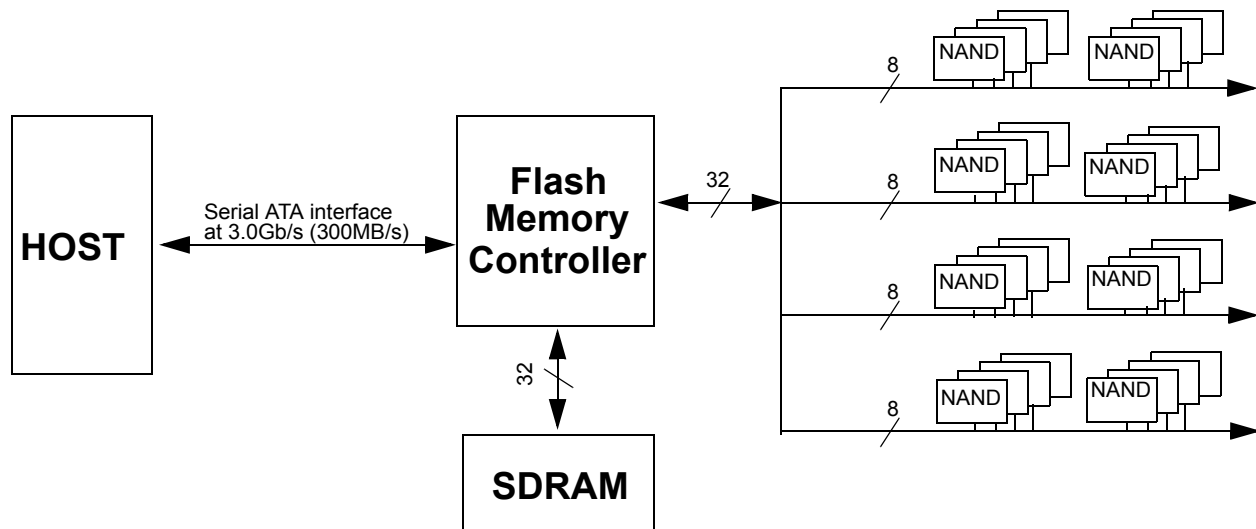 HOST
Serial ATA interface
at 3.0Gb/s (300MB/s)
Flash
Memory
Controller
32
SDRAM
32
8
NAND
NAND
8
NAND
NAND
8
NAND
NAND
8
NAND
NAND